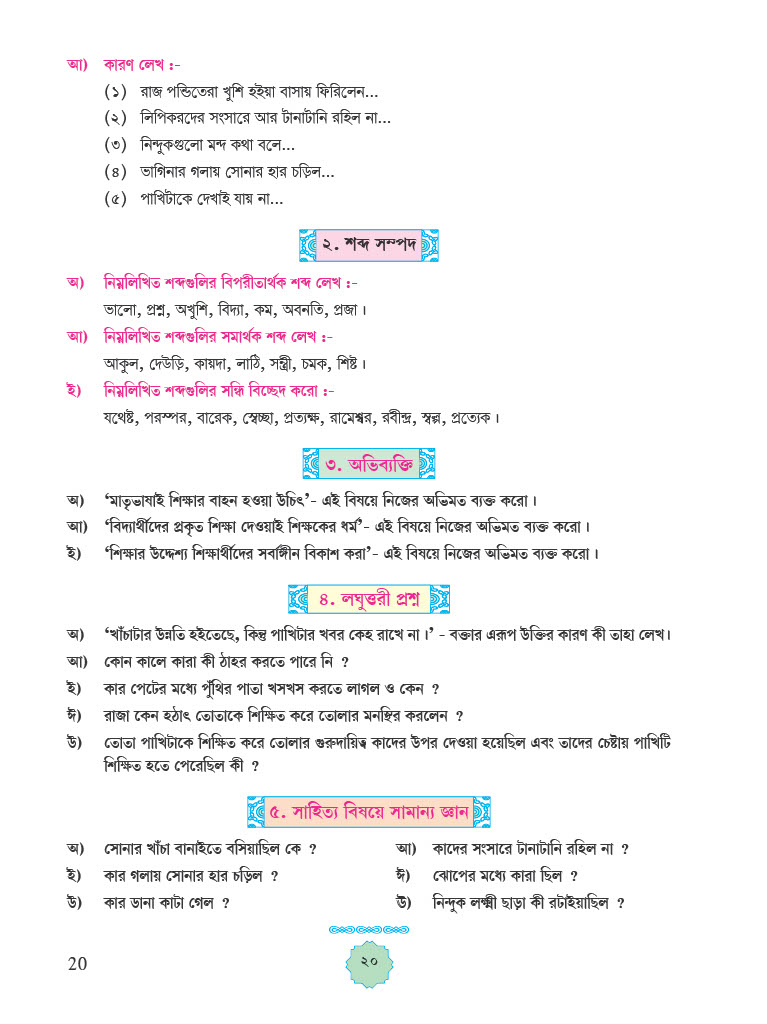 আ) কারণ লেখ :-
(১) রাজ পন্ডিতেরা খুশি হইয়া বাসায় ফিরিলেন...
(২) লিপিকরদের সংসারে আর টানাটানি রহিল না...
(৩) নিন্দুকগুলো মন্দ কথা বলে...
(৪) ভাগিনার গলায় সোনার হার চড়িল...
(৫) পাখিটাকে দেখাই যায় না...
২. শব্দ সম্পদ
অ) নিম্নলিখিত শব্দগুলির বিপরীতার্থক শব্দ লেখ :-
ভালো, প্রশ্ন, অখুশি, বিদ্যা, কম, অবনতি, প্রজা।
আ) নিম্নলিখিত শব্দগুলির সমার্থক শব্দ লেখ :-
আকুল, দেউড়ি, কায়দা, লাঠি, সন্ত্রী, চমক, শিষ্ট।
ই) নিম্নলিখিত শব্দগুলির সন্ধি বিচ্ছেদ করো :-
যথেষ্ট, পরস্পর, বারেক, স্বেচ্ছা, প্রত্যক্ষ, রামেশ্বর, রবীন্দ্র, স্বল্প, প্রত্যেক।
৩. অভিব্যক্তি
অ) ‘মাতৃভাষাই শিক্ষার বাহন হওয়া উচিৎ’- এই বিষয়ে নিজের অভিমত ব্যক্ত করো।
আ) ‘বিদ্যার্থীদের প্রকৃত শিক্ষা দেওয়াই শিক্ষকের ধর্ম’- এই বিষয়ে নিজের অভিমত ব্যক্ত করো।
ই) ‘শিক্ষার উদ্দেশ্য শিক্ষার্থীদের সর্বাঙ্গীন বিকাশ করা’- এই বিষয়ে নিজের অভিমত ব্যক্ত করো।
৪. লঘুত্তরী প্রশ্ন
অ) ‘খাঁচাটার উন্নতি হইতেছে, কিন্তু পাখিটার খবর কেহ রাখে না।’ - বক্তার এরূপ উক্তির কারণ কী তাহা লেখ।
আ) কোন কালে কারা কী ঠাহর করতে পারে নি ?
ই) কার পেটের মধ্যে পুঁথির পাতা খসখস করতে লাগল ও কেন ?
ঈ) রাজা কেন হঠাৎ তোতাকে শিক্ষিত করে তোলার মনস্থির করলেন ?
উ) তোতা পাখিটাকে শিক্ষিত করে তোলার গুরুদায়িত্ব কাদের উপর দেওয়া হয়েছিল এবং তাদের চেষ্টায় পাখিটি
শিক্ষিত হতে পেরেছিল কী ?
৫. সাহিত্য বিষয়ে সামান্য জ্ঞান
অ) সোনার খাঁচা বানাইতে বসিয়াছিল কে ? আ) কাদের সংসারে টানাটানি রহিল না ?
ই) কার গলায় সোনার হার চড়িল ? ঈ) ঝোপের মধ্যে কারা ছিল ?
উ) কার ডানা কাটা গেল ? ঊ) নিন্দুক লক্ষ্মী ছাড়া কী রটাইয়াছিল ?
20 ২০